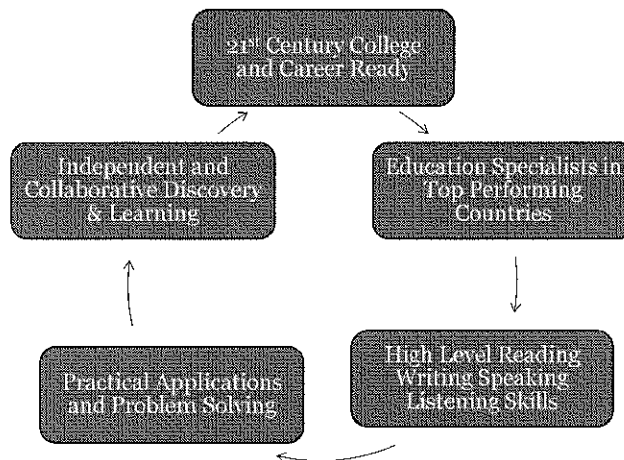 21st Century College
and Career Ready
Education Specialists in
Top Performing
Countries
High Level Reading
Writing Speaking
Listening Skills
Practical Applications
and Problem Solving
Independent and
Collaborative Discovery
& Learning